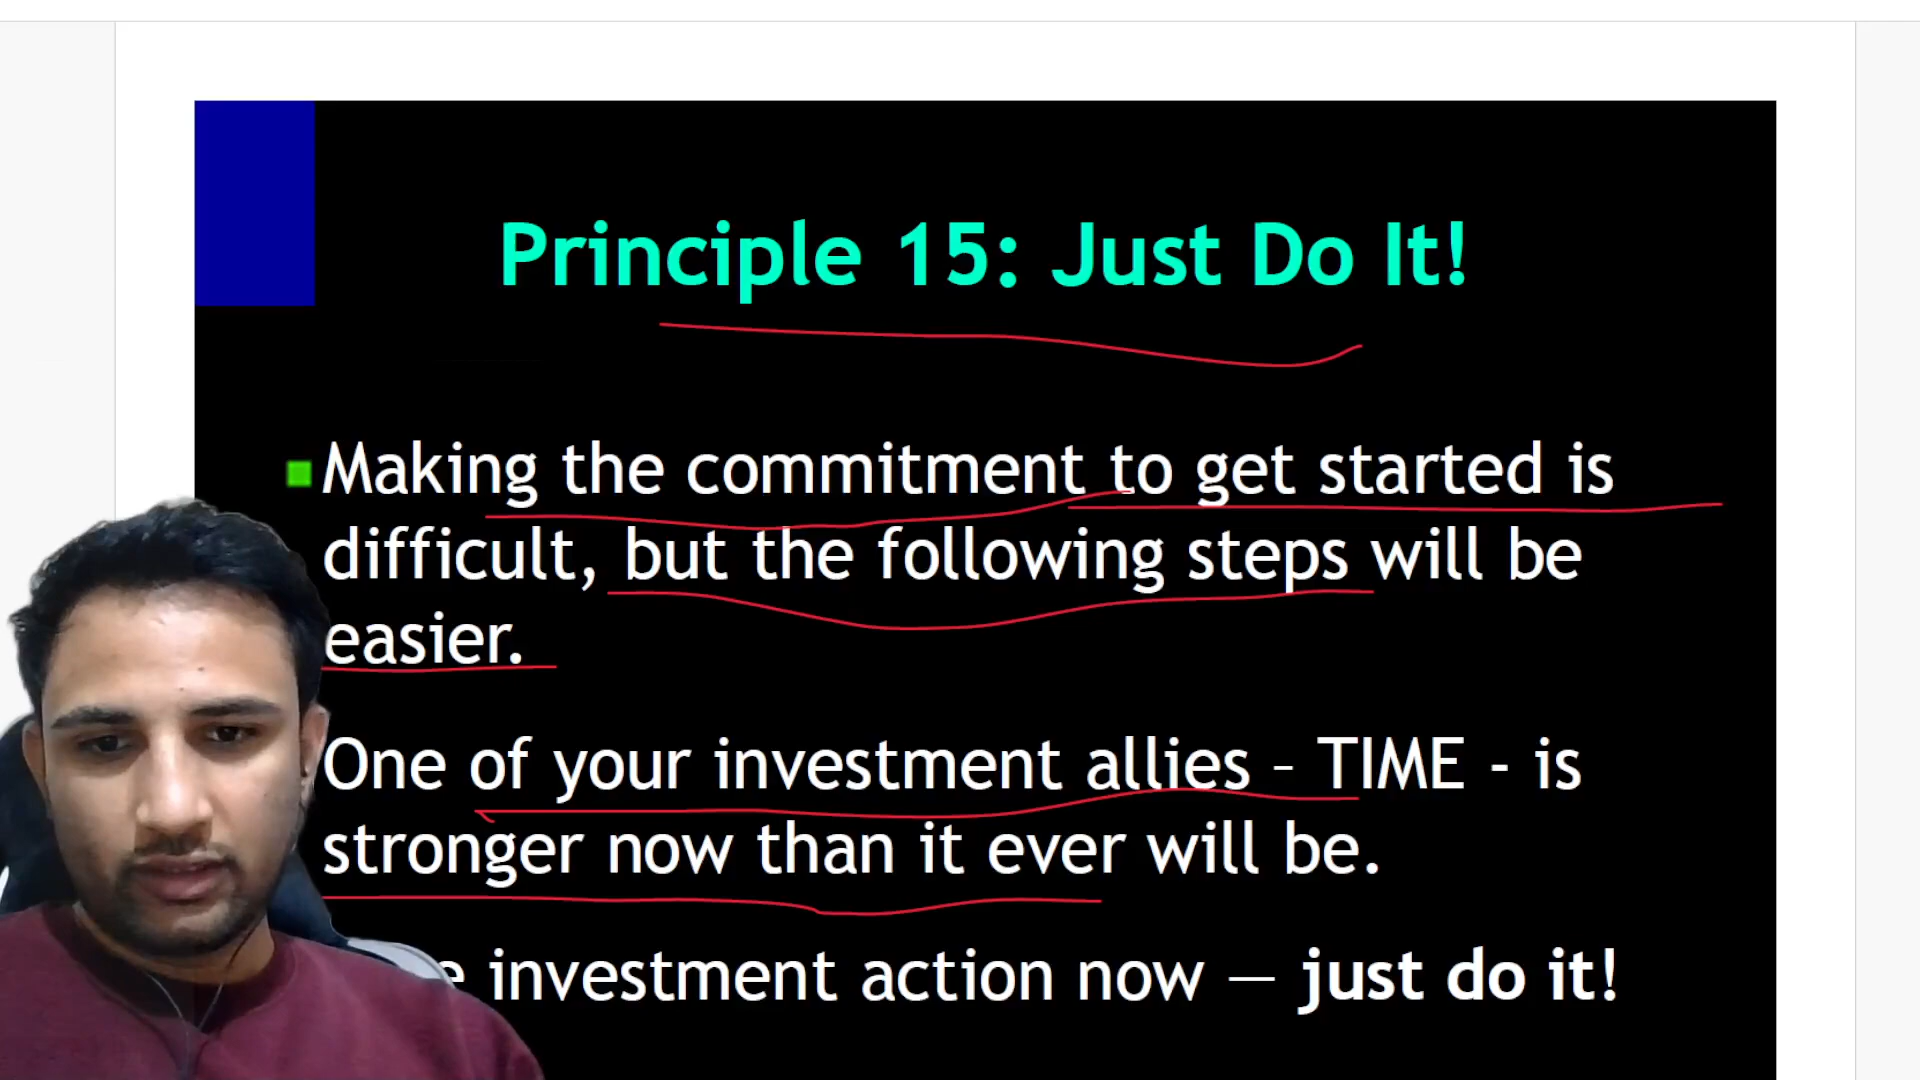 Principle 15: Just Do It!
Making the commitment to get started is
difficult, but the following steps will be
easier.
One of your investment allies – TIME - is
stronger now than it ever will be.
investment action now — just do it!